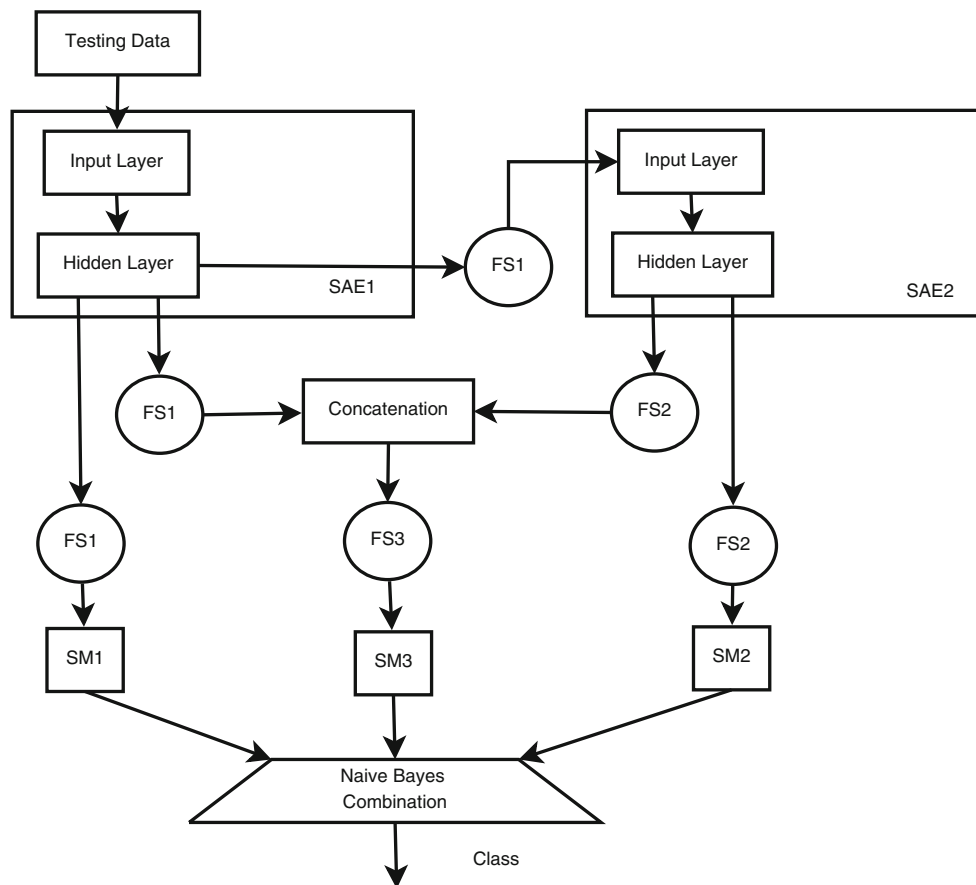 Testing Data
Input Layer
Input Layer
Hidden Layer
FS1
Hidden Layer
SAE1
SAE2
FS1
Concatenation
FS2
FS1
FS3
FS2
SM1
SM3
SM2
Naive Bayes
Combination
Class